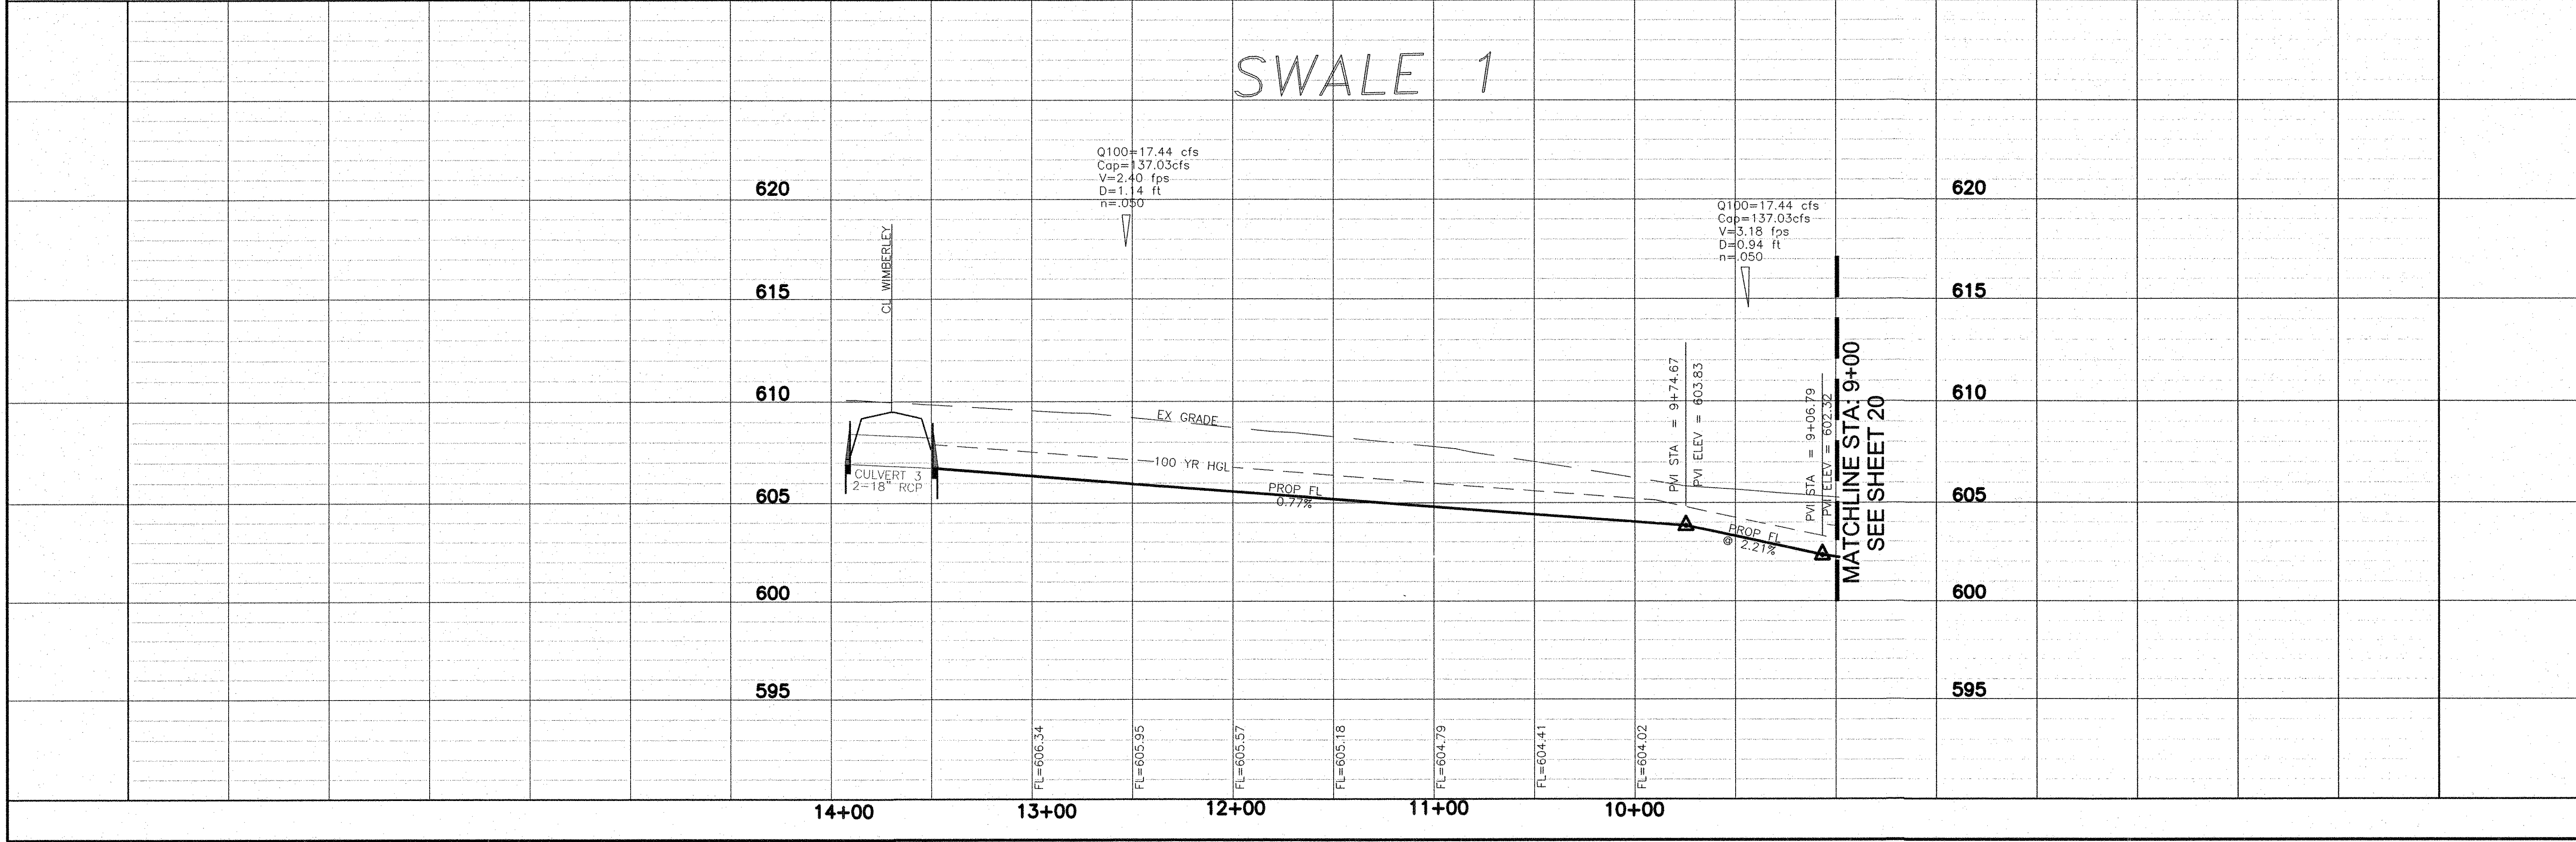 SWALE 1
Q100=17.44 cfs
Cap=137.03cfs
V=2.40 fps
D=1.14 ft
n=.050
Q100=17.44 cfs
Cap=137.03cfs
V=3.18 fps
D=0.94 ft
n=.050
620
620
615
615
610
610
605
605
600
600
595
595
CL WIMBERLEY
EX GRADE
100 YR HGL
PROP FL
0.77%
CULVERT 3
2-18" RCP
PVI STA = 9+74.67
PVI ELEV = 603.83
PROP FL
@ 2.21%
PVI STA = 9+06.79
PVI ELEV = 602.32
MATCHLINE STA: 9+00
SEE SHEET 20
FL=606.34
FL=605.95
FL=605.57
FL=605.18
FL=604.79
FL=604.41
FL=604.02
14+00
13+00
12+00
11+00
10+00